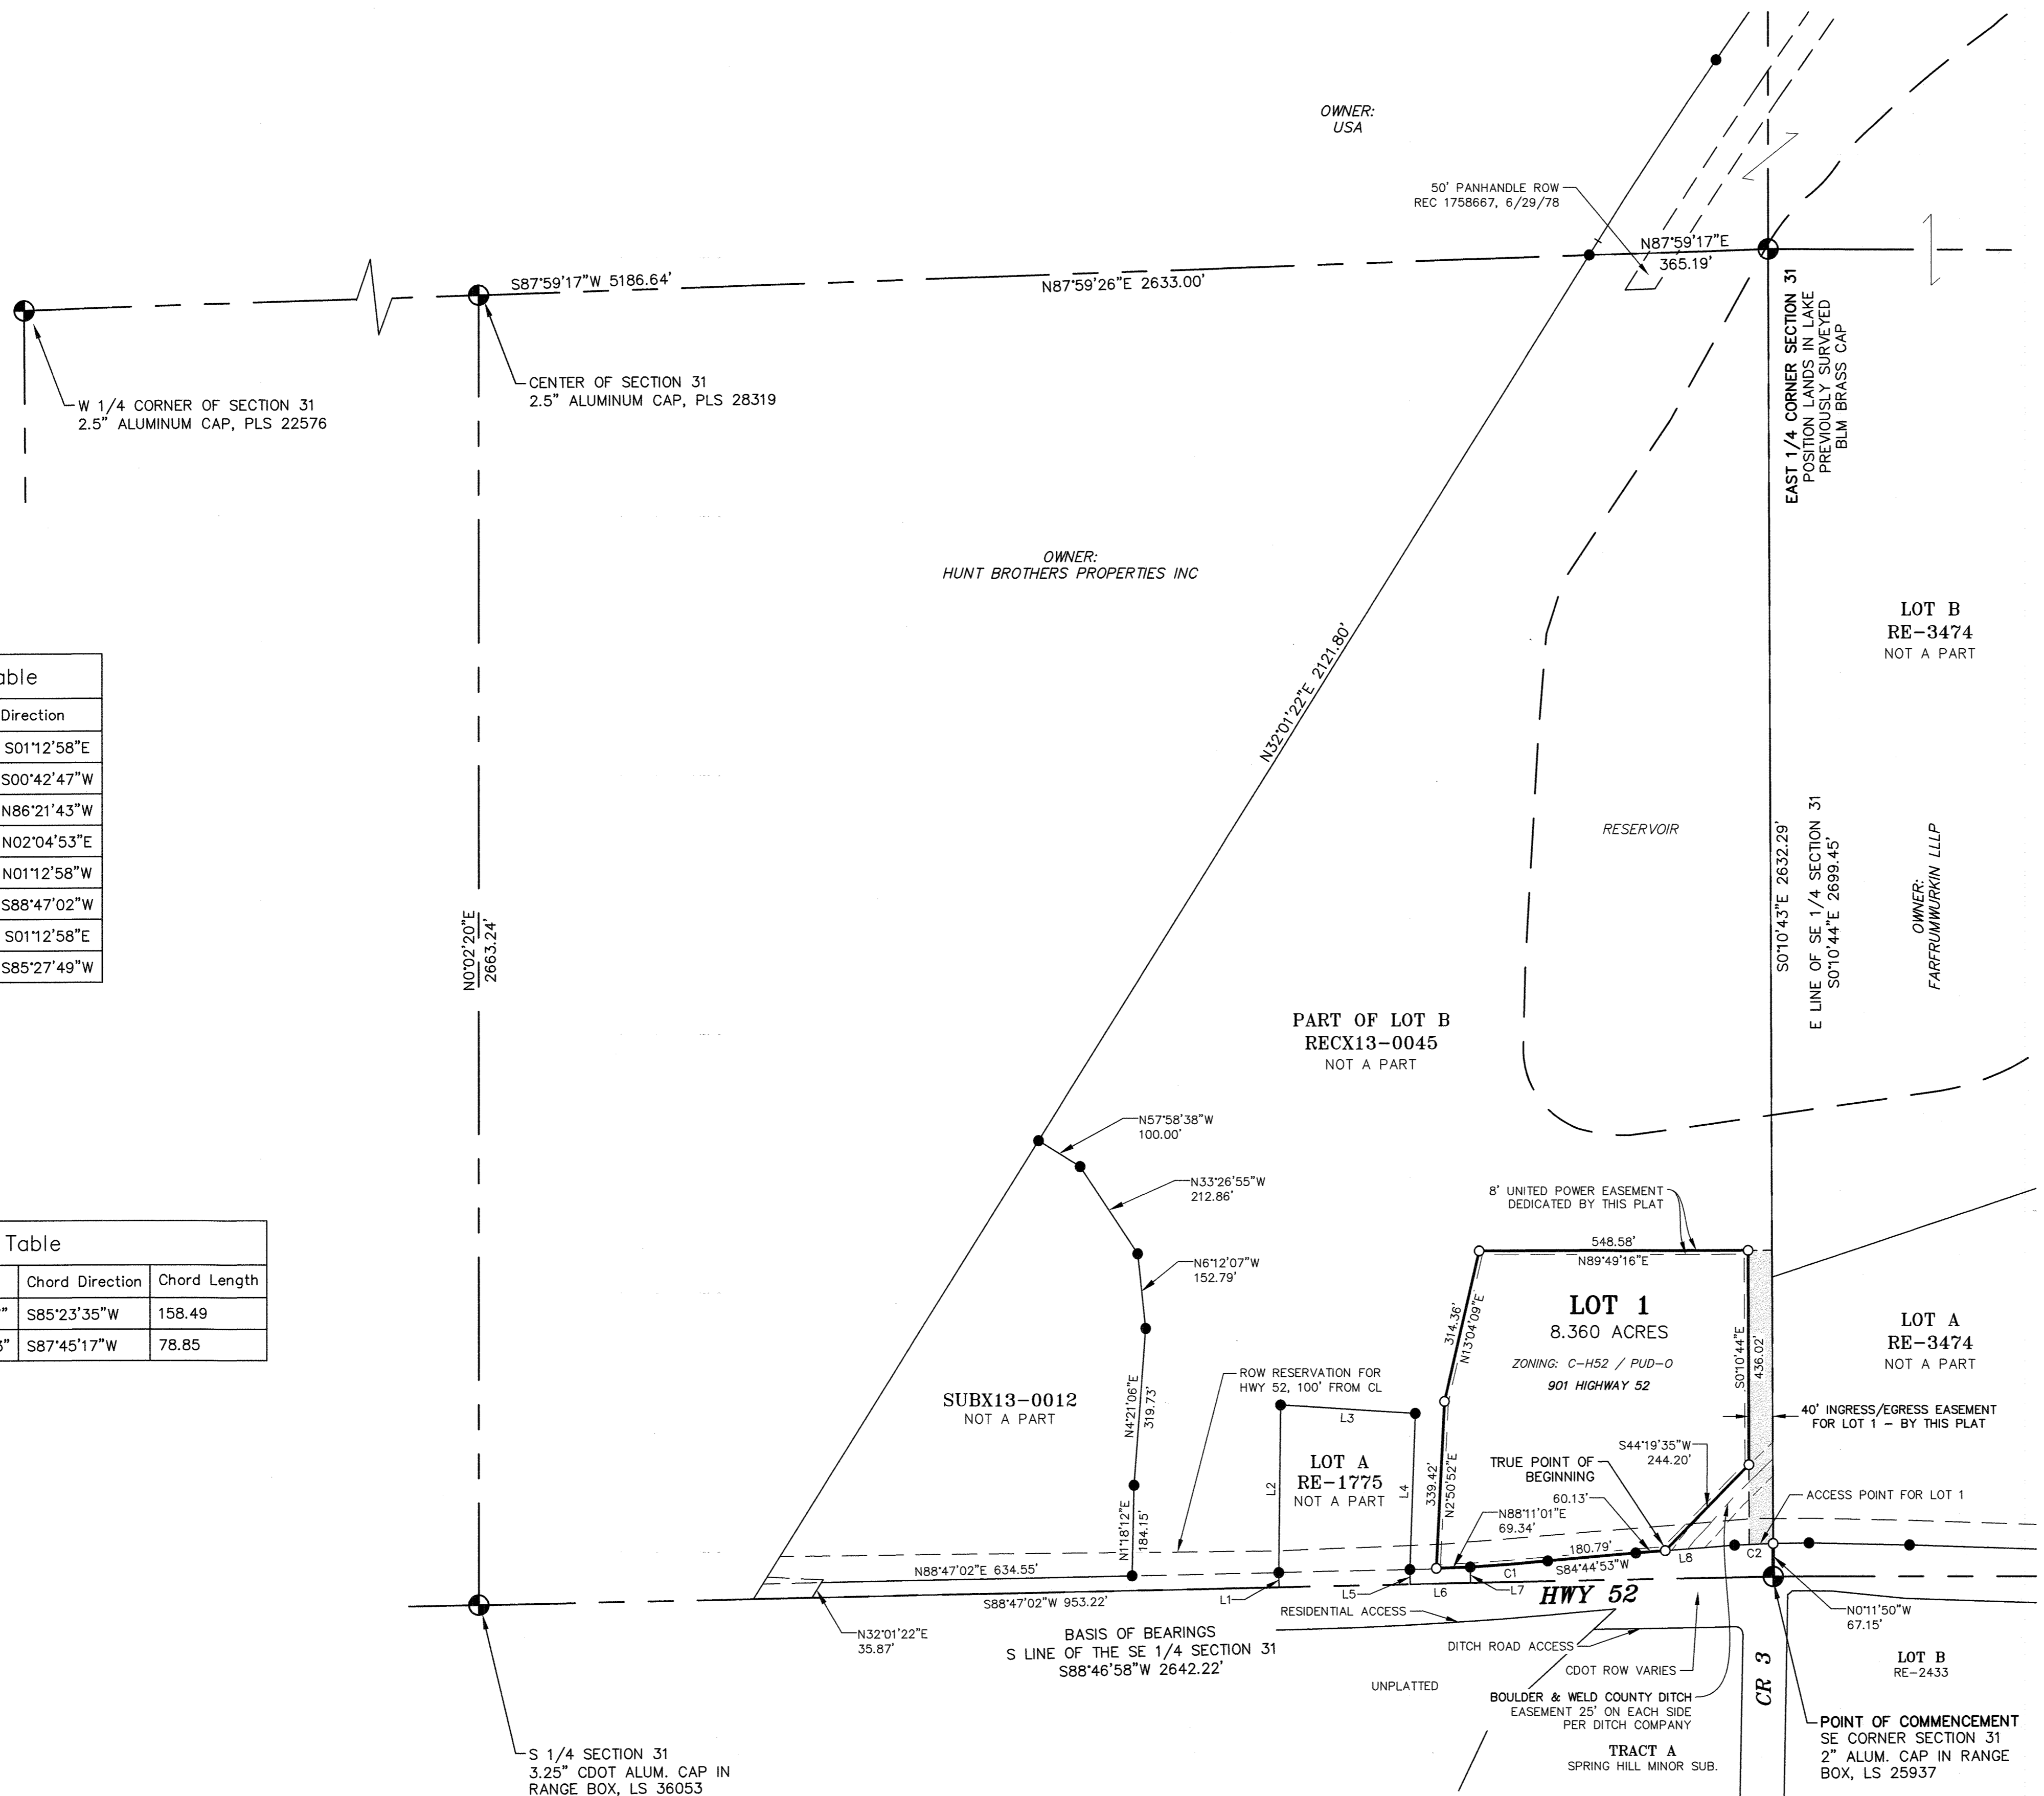 OWNER:
USA
50' PANHANDLE ROW
REC 1758667, 6/29/78
N87°59'17"E
365.19'
S87°59'17"W 5186.64'
N87°59'26"E 2633.00'
EAST 1/4 CORNER SECTION 31
POSITION LANDS IN LAKE
PREVIOUSLY SURVEYED
BLM BRASS CAP
W 1/4 CORNER OF SECTION 31
2.5" ALUMINUM CAP, PLS 22576
CENTER OF SECTION 31
2.5" ALUMINUM CAP, PLS 28319
OWNER:
HUNT BROTHERS PROPERTIES INC
LOT B
RE-3474
NOT A PART
N32°01'22"E 2121.80'
able
Direction
S01°12'58"E
S00°42'47"W
N86°21'43"W
N02°04'53"E
N01°12'58"W
S88°47'02"W
S01°12'58"E
S85°27'49"W
RESERVOIR
S0°10'43"E 2632.29'
E LINE OF SE 1/4 SECTION 31
S0°10'44"E 2699.45'
OWNER:
FARFRUMWURKIN LLLP
N0°02'20"E
2663.24'
PART OF LOT B
RECX13-0045
NOT A PART
N57°58'38"W
100.00'
N33°26'55"W
212.86'
N6°12'07"W
152.79'
8' UNITED POWER EASEMENT
DEDICATED BY THIS PLAT
548.58'
N89°49'16"E
Table
Chord Direction
Chord Length
"
S85°23'35"W
158.49
3"
S87°45'17"W
78.85
LOT 1
8.360 ACRES
ZONING: C-H52 / PUD-O
901 HIGHWAY 52
314.36'
N13°04'09"E
S0°10'44"E
436.02'
LOT A
RE-3474
NOT A PART
ROW RESERVATION FOR
HWY 52, 100' FROM CL
SUBX13-0012
NOT A PART
N4°21'06"E
319.73'
L3
40' INGRESS/EGRESS EASEMENT
FOR LOT 1 - BY THIS PLAT
LOT A
RE-1775
NOT A PART
L2
L4
339.42'
N2°50'52"E
S44°19'35"W
244.20'
TRUE POINT OF
BEGINNING
60.13'
N88°11'01"E
69.34'
ACCESS POINT FOR LOT 1
N1°18'12"E
184.15'
N88°47'02"E 634.55'
180.79'
S84°44'53"W
C1
L8
C2
S88°47'02"W 953.22'
L1
L5
L6
L7
HWY 52
N32°01'22"E
35.87'
RESIDENTIAL ACCESS
N0°11'50"W
67.15'
BASIS OF BEARINGS
S LINE OF THE SE 1/4 SECTION 31
S88°46'58"W 2642.22'
DITCH ROAD ACCESS
CDOT ROW VARIES
CR 3
LOT B
RE-2433
UNPLATTED
BOULDER & WELD COUNTY DITCH
EASEMENT 25' ON EACH SIDE
PER DITCH COMPANY
POINT OF COMMENCEMENT
SE CORNER SECTION 31
2" ALUM. CAP IN RANGE
BOX, LS 25937
S 1/4 SECTION 31
3.25" CDOT ALUM. CAP IN
RANGE BOX, LS 36053
TRACT A
SPRING HILL MINOR SUB.